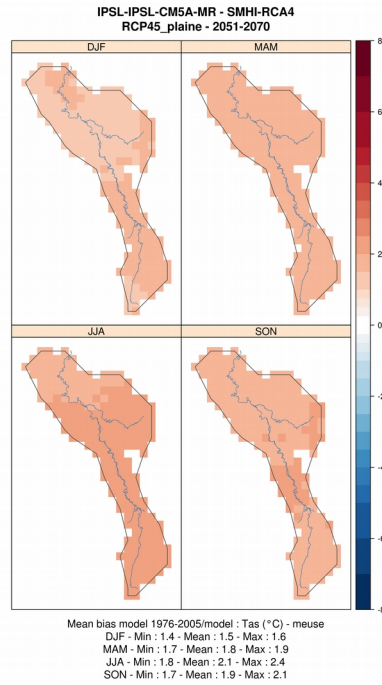 IPSL-IPSL-CM5A-MR - SMHI-RCA4
RCP45_plaine - 2051-2070
DJF
MAM
JJA
SON
8
6
4
2
0
-2
-4
-6
-8
Mean bias model 1976-2005/model : Tas (°C) - meuse
DJF - Min : 1.4 - Mean : 1.5 - Max : 1.6
MAM - Min : 1.7 - Mean : 1.8 - Max : 1.9
JJA - Min : 1.8 - Mean : 2.1 - Max : 2.4
SON - Min : 1.7 - Mean : 1.9 - Max : 2.1